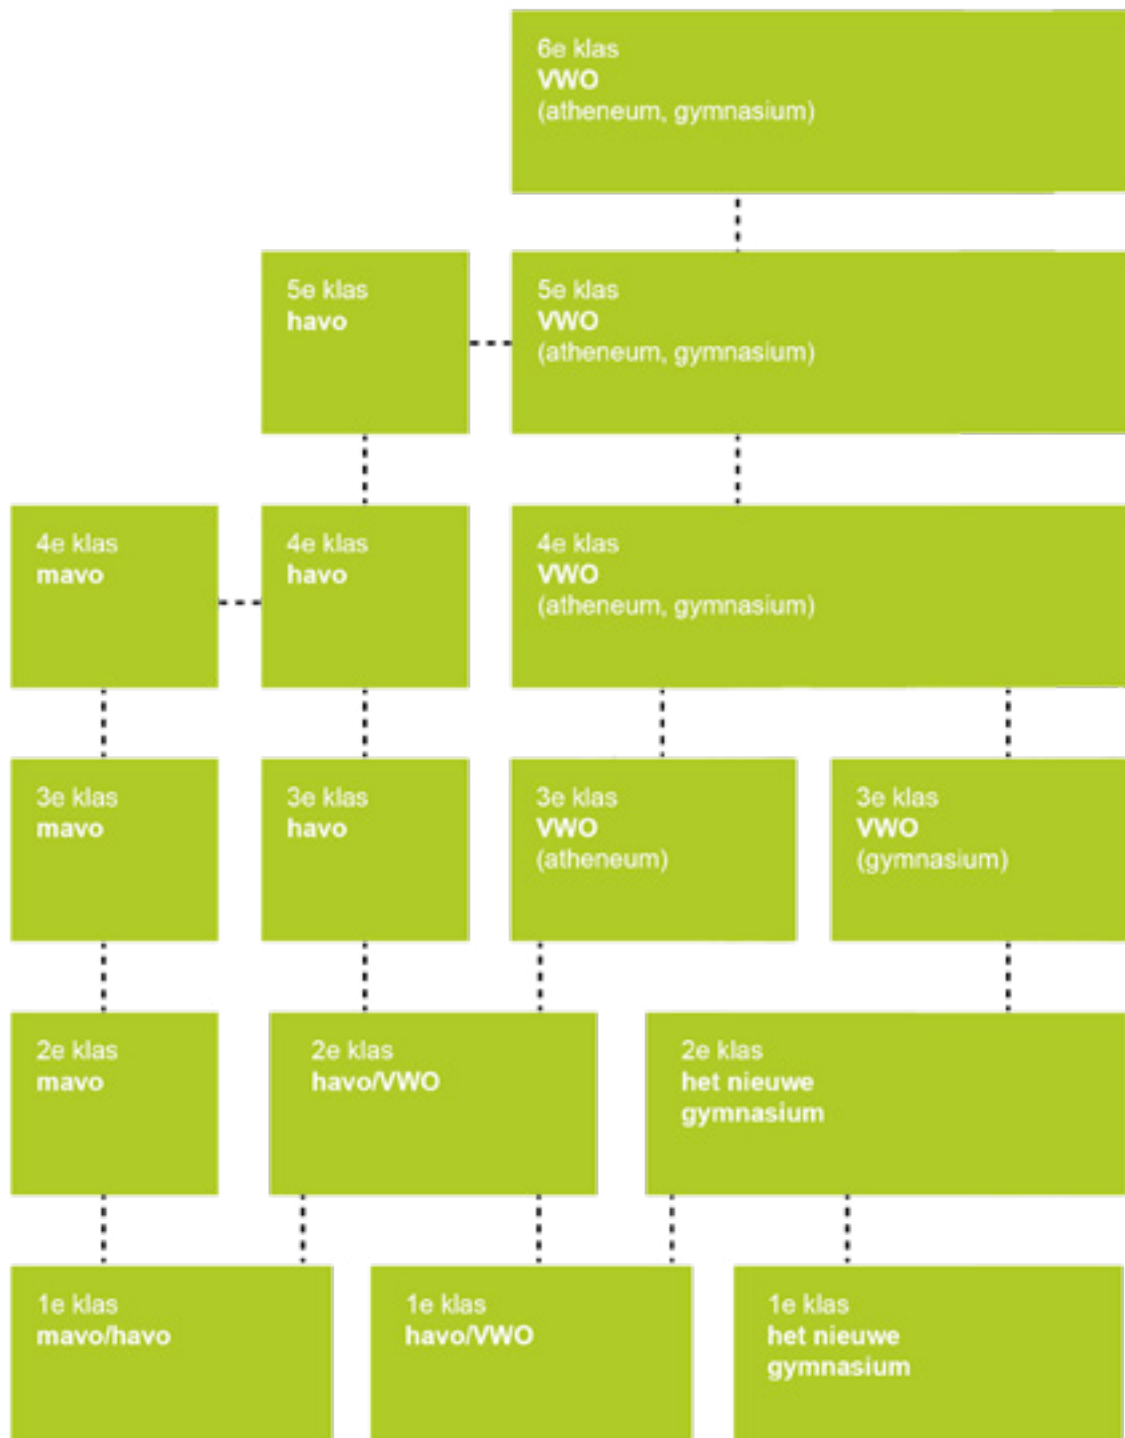 6e klas
VWO
(atheneum, gymnasium)
5e klas
havo
5e klas
VWO
(atheneum, gymnasium)
4e klas
mavo
4e klas
havo
4e klas
VWO
(atheneum, gymnasium)
3e klas
mavo
3e klas
havo
3e klas
VWO
(atheneum)
3e klas
VWO
(gymnasium)
2e klas
mavo
2e klas
havo/VWO
2e klas
het nieuwe
gymnasium
1e klas
mavo/havo
1e klas
havo/VWO
1e klas
het nieuwe
gymnasium